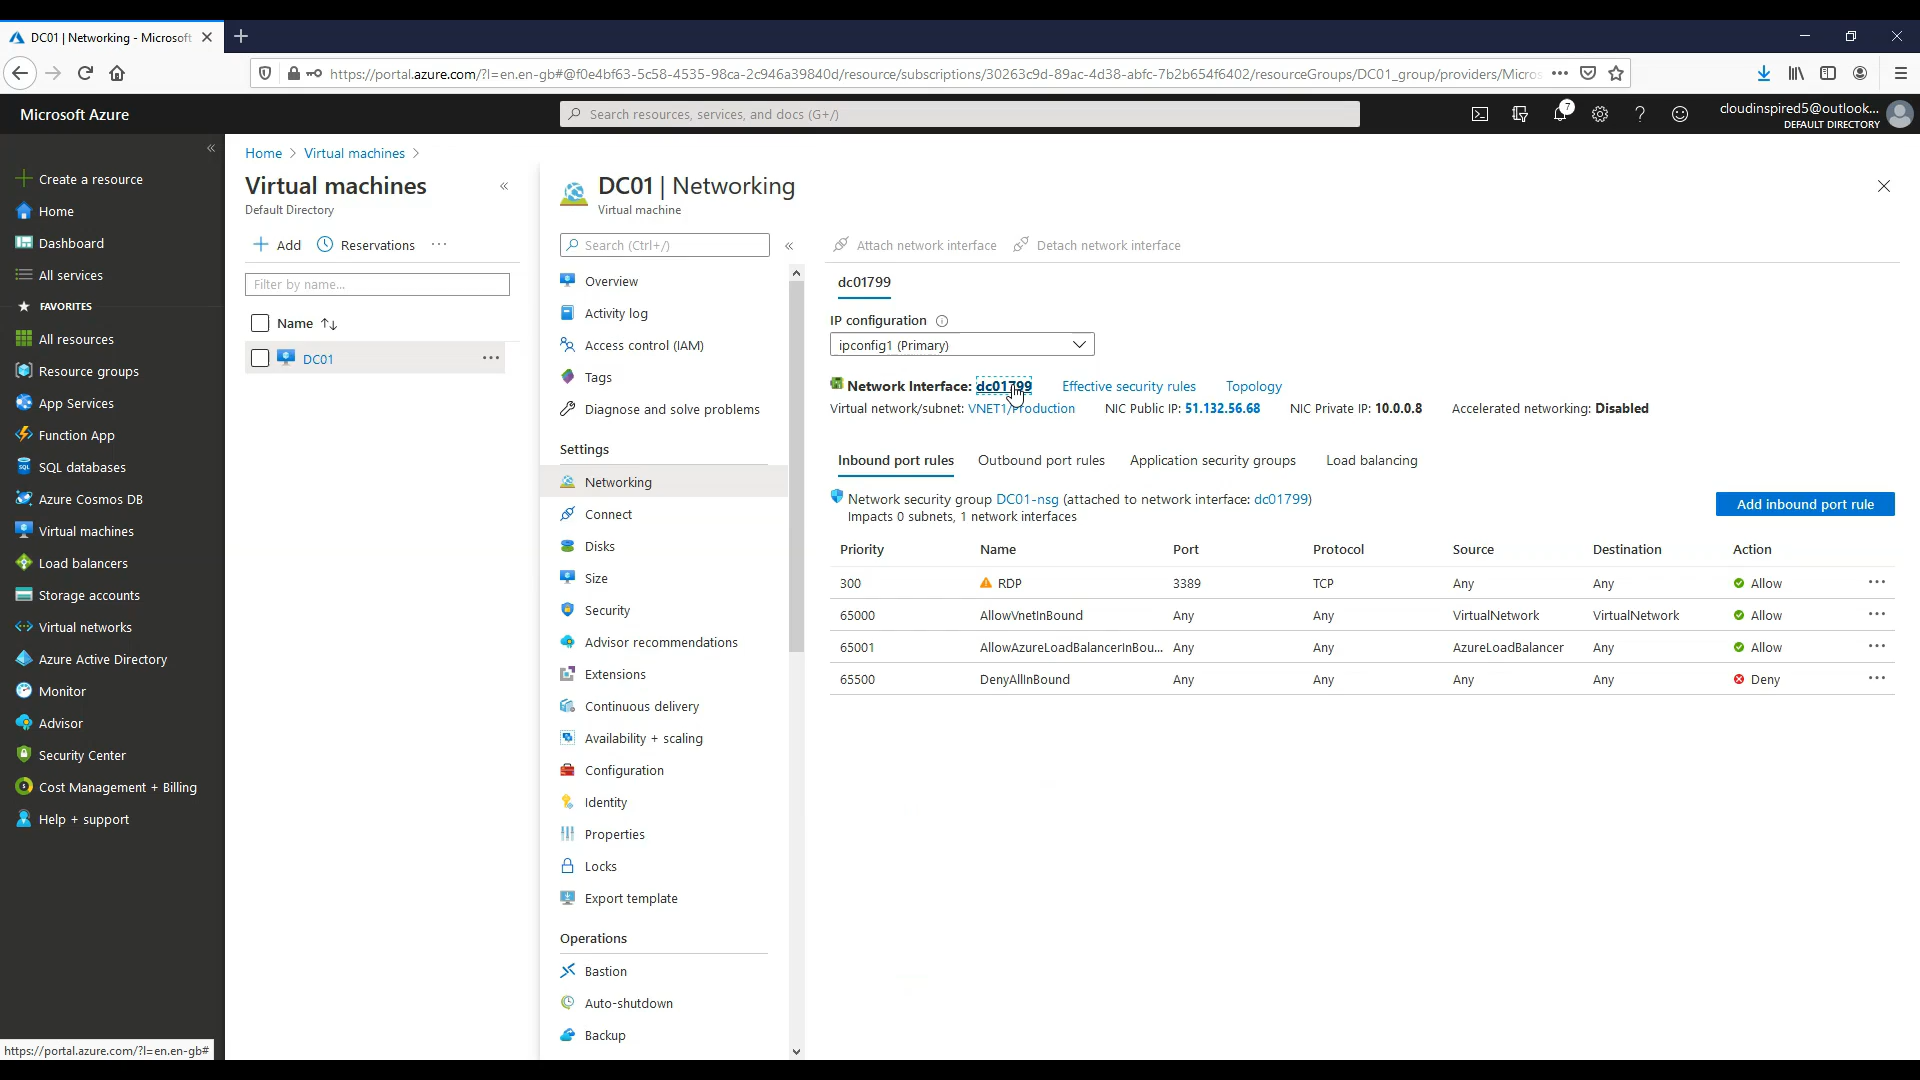 DC01 | Networking - Microsoft
https://portal.azure.com/?l=en.en-gb#@f0e4bf63-5c58-4535-98ca-2c946a39840d/resource/subscriptions/30263c9d-89ac-4d38-abfc-7b2b654f6402/resourceGroups/DC01_group/providers/Micros
Microsoft Azure
Search resources, services, and docs (G+/)
7
cloudinspired5@outlook...
DEFAULT DIRECTORY
Create a resource
Home
Dashboard
All services
FAVORITES
All resources
Resource groups
App Services
Function App
SQL databases
Azure Cosmos DB
Virtual machines
Load balancers
Storage accounts
Virtual networks
Azure Active Directory
Monitor
Advisor
Security Center
Cost Management + Billing
Help + support
https://portal.azure.com/?l=en.en-gb#
Home > Virtual machines >
Virtual machines
Default Directory
Add Reservations ...
Filter by name...
Name
DC01 ...
DC01 | Networking
Virtual machine
Search (Ctrl+/)
Overview
Activity log
Access control (IAM)
Tags
Diagnose and solve problems
Settings
Networking
Connect
Disks
Size
Security
Advisor recommendations
Extensions
Continuous delivery
Availability + scaling
Configuration
Identity
Properties
Locks
Export template
Operations
Bastion
Auto-shutdown
Backup
Attach network interface Detach network interface
dc01799
IP configuration
ipconfig1 (Primary)
Network Interface: dc01799 Effective security rules Topology
Virtual network/subnet: VNET1/Production NIC Public IP: 51.132.56.68 NIC Private IP: 10.0.0.8 Accelerated networking: Disabled
Inbound port rules Outbound port rules Application security groups Load balancing
Network security group DC01-nsg (attached to network interface: dc01799)
Impacts 0 subnets, 1 network interfaces
Add inbound port rule
Priority Name Port Protocol Source Destination Action
300 RDP 3389 TCP Any Any Allow ...
65000 AllowVnetInBound Any Any VirtualNetwork VirtualNetwork Allow ...
65001 AllowAzureLoadBalancerInBou... Any Any AzureLoadBalancer Any Allow ...
65500 DenyAllInBound Any Any Any Any Deny ...